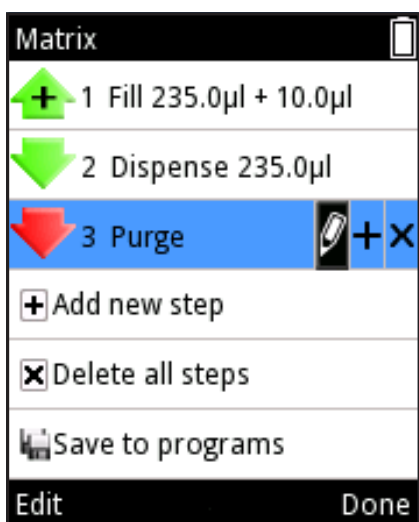 Matrix
1 Fill 235.0µl + 10.0µl
2 Dispense 235.0µl
3 Purge
Add new step
Delete all steps
Save to programs
Edit Done